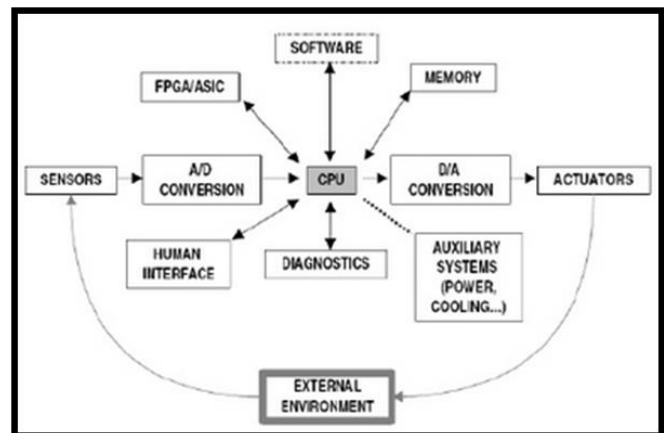 SOFTWARE
FPGA/ASIC
MEMORY
SENSORS
A/D
CONVERSION
CPU
D/A
CONVERSION
ACTUATORS
HUMAN
INTERFACE
DIAGNOSTICS
AUXILIARY
SYSTEMS
(POWER,
COOLING...)
EXTERNAL
ENVIRONMENT